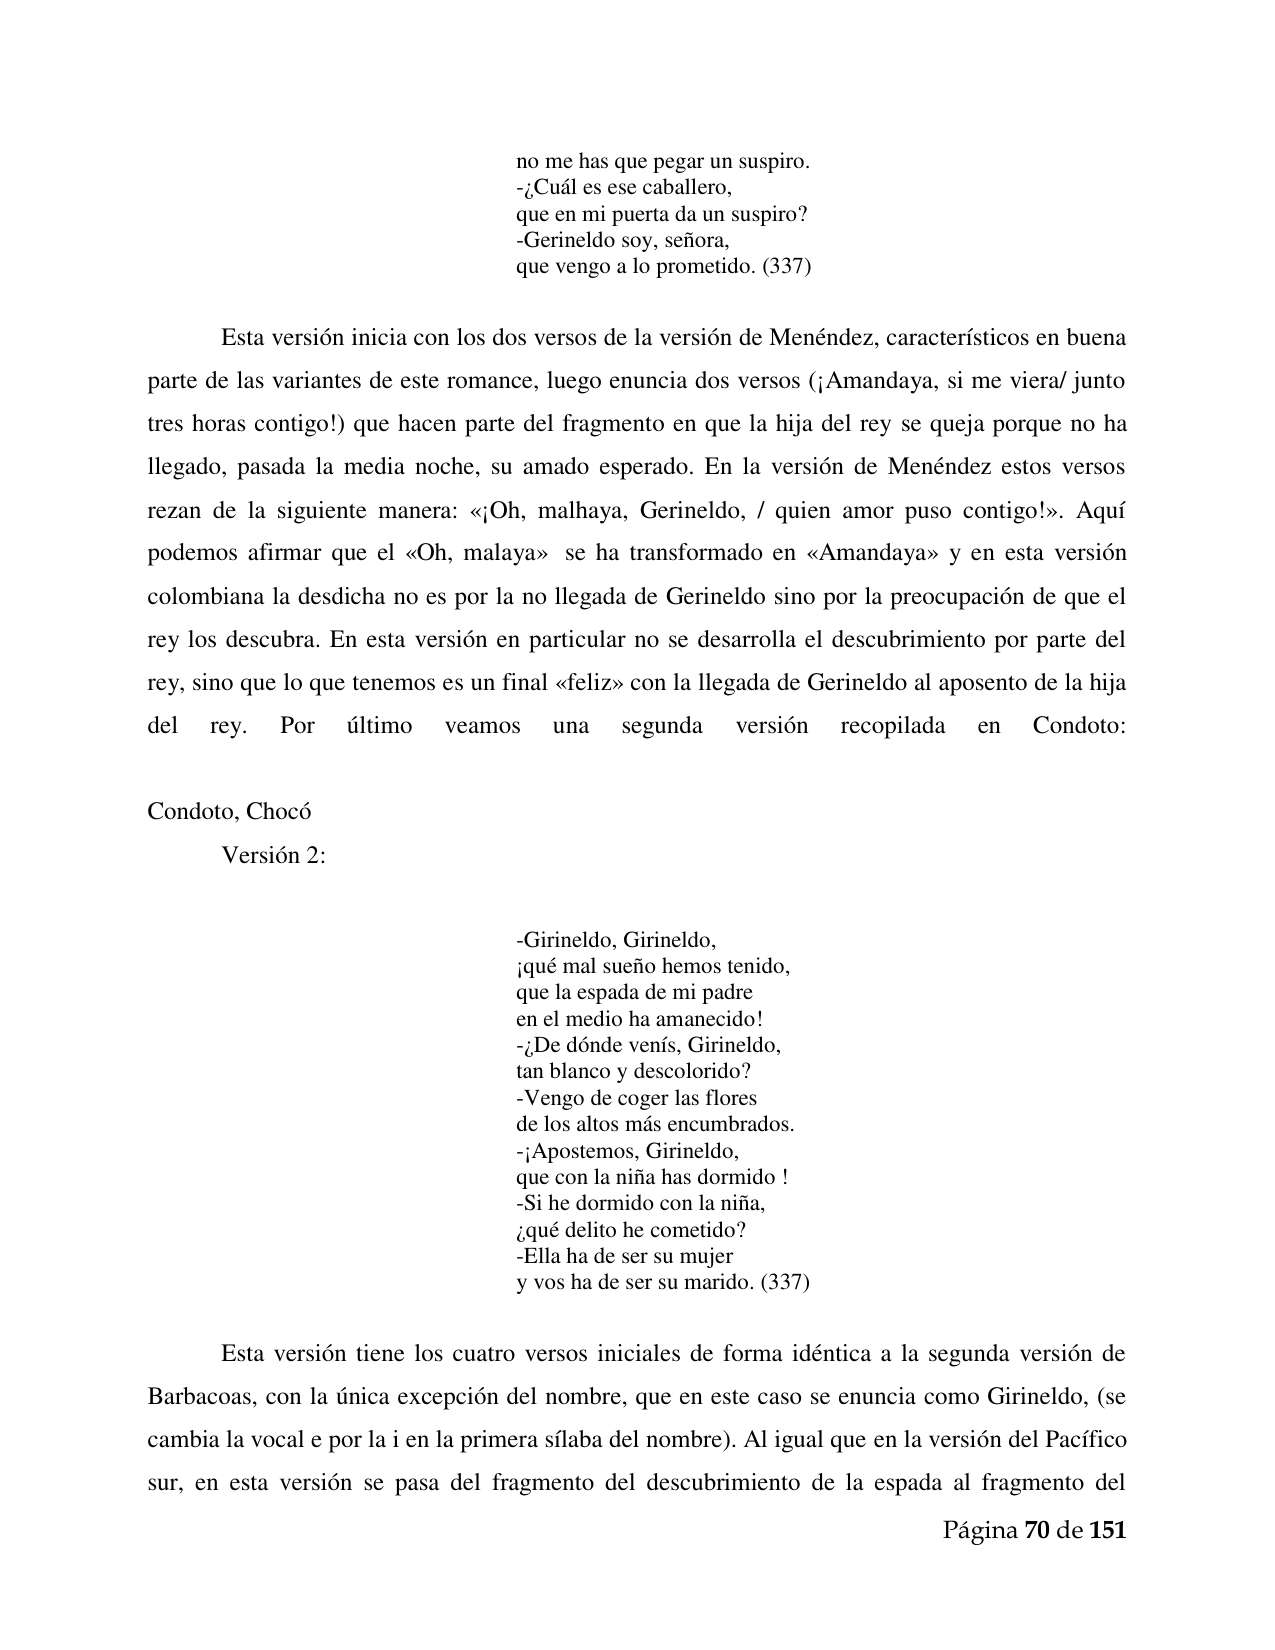 no me has que pegar un suspiro.
-¿Cuál es ese caballero,
que en mi puerta da un suspiro?
-Gerineldo soy, señora,
que vengo a lo prometido. (337)
Esta versión inicia con los dos versos de la versión de Menéndez, característicos en buena
parte de las variantes de este romance, luego enuncia dos versos (¡Amandaya, si me viera/ junto
tres horas contigo!) que hacen parte del fragmento en que la hija del rey se queja porque no ha
llegado, pasada la media noche, su amado esperado. En la versión de Menéndez estos versos
rezan de la siguiente manera: «¡Oh, malhaya, Gerineldo, / quien amor puso contigo!». Aquí
podemos afirmar que el «Oh, malaya» se ha transformado en «Amandaya» y en esta versión
colombiana la desdicha no es por la no llegada de Gerineldo sino por la preocupación de que el
rey los descubra. En esta versión en particular no se desarrolla el descubrimiento por parte del
rey, sino que lo que tenemos es un final «feliz» con la llegada de Gerineldo al aposento de la hija
del rey. Por último veamos una segunda versión recopilada en Condoto:
Condoto, Chocó
Versión 2:
-Girineldo, Girineldo,
¡qué mal sueño hemos tenido,
que la espada de mi padre
en el medio ha amanecido!
-¿De dónde venís, Girineldo,
tan blanco y descolorido?
-Vengo de coger las flores
de los altos más encumbrados.
-¡Apostemos, Girineldo,
que con la niña has dormido !
-Si he dormido con la niña,
¿qué delito he cometido?
-Ella ha de ser su mujer
y vos ha de ser su marido. (337)
Esta versión tiene los cuatro versos iniciales de forma idéntica a la segunda versión de
Barbacoas, con la única excepción del nombre, que en este caso se enuncia como Girineldo, (se
cambia la vocal e por la i en la primera sílaba del nombre). Al igual que en la versión del Pacífico
sur, en esta versión se pasa del fragmento del descubrimiento de la espada al fragmento del
Página 70 de 151